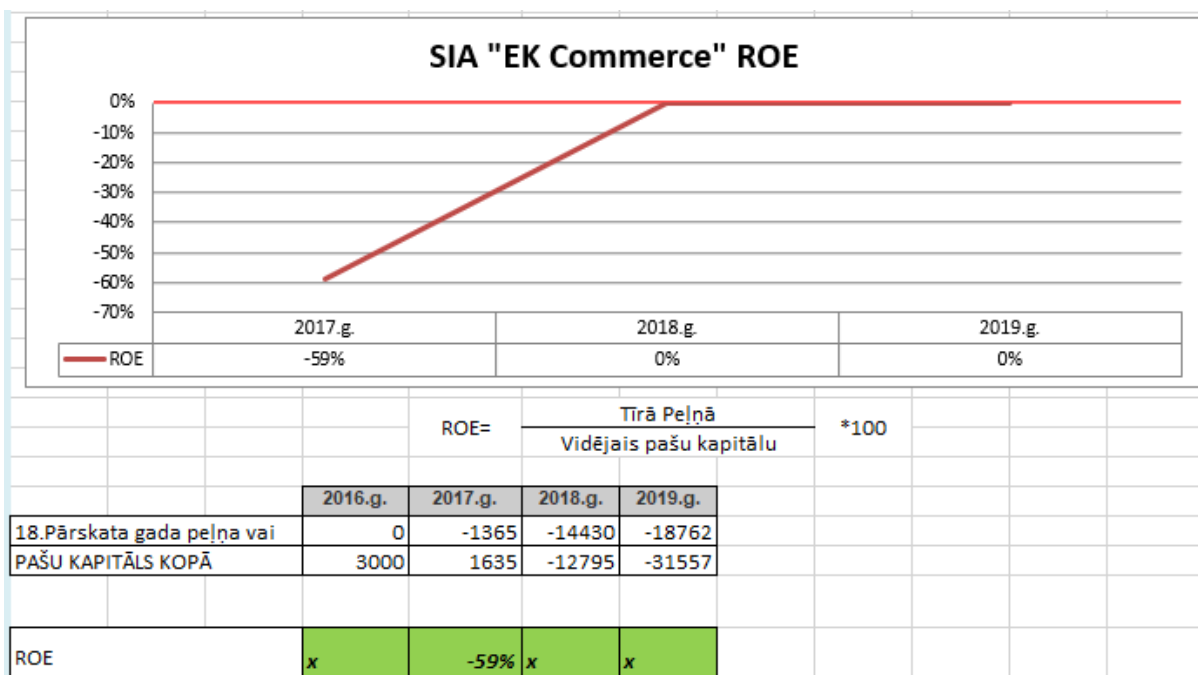 SIA "EK Commerce" ROE
0%
-10%
-20%
-30%
-40%
-50%
-60%
-70%
2017.g. 2018.g. 2019.g.
ROE -59% 0% 0%
ROE= Tīrā Peļņā *100
Vidējais pašu kapitālu
2016.g. 2017.g. 2018.g. 2019.g.
18.Pārskata gada peļņa vai 0 -1365 -14430 -18762
PAŠU KAPITĀLS KOPĀ 3000 1635 -12795 -31557
ROE x -59% x x